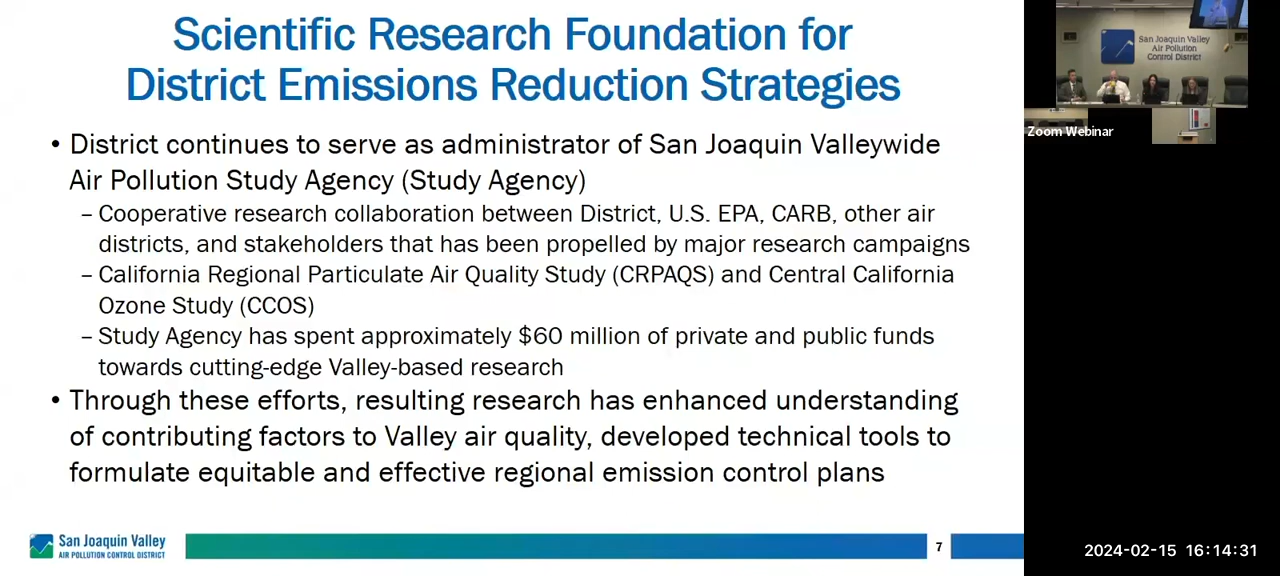 Scientific Research Foundation for
District Emissions Reduction Strategies
• District continues to serve as administrator of San Joaquin Valleywide
Air Pollution Study Agency (Study Agency)
– Cooperative research collaboration between District, U.S. EPA, CARB, other air
districts, and stakeholders that has been propelled by major research campaigns
– California Regional Particulate Air Quality Study (CRPAQS) and Central California
Ozone Study (CCOS)
– Study Agency has spent approximately $60 million of private and public funds
towards cutting-edge Valley-based research
• Through these efforts, resulting research has enhanced understanding
of contributing factors to Valley air quality, developed technical tools to
formulate equitable and effective regional emission control plans
San Joaquin Valley
AIR POLLUTION CONTROL DISTRICT
7
San Joaquin Valley
Air Pollution
Control District
Zoom Webinar
2024-02-15 16:14:31